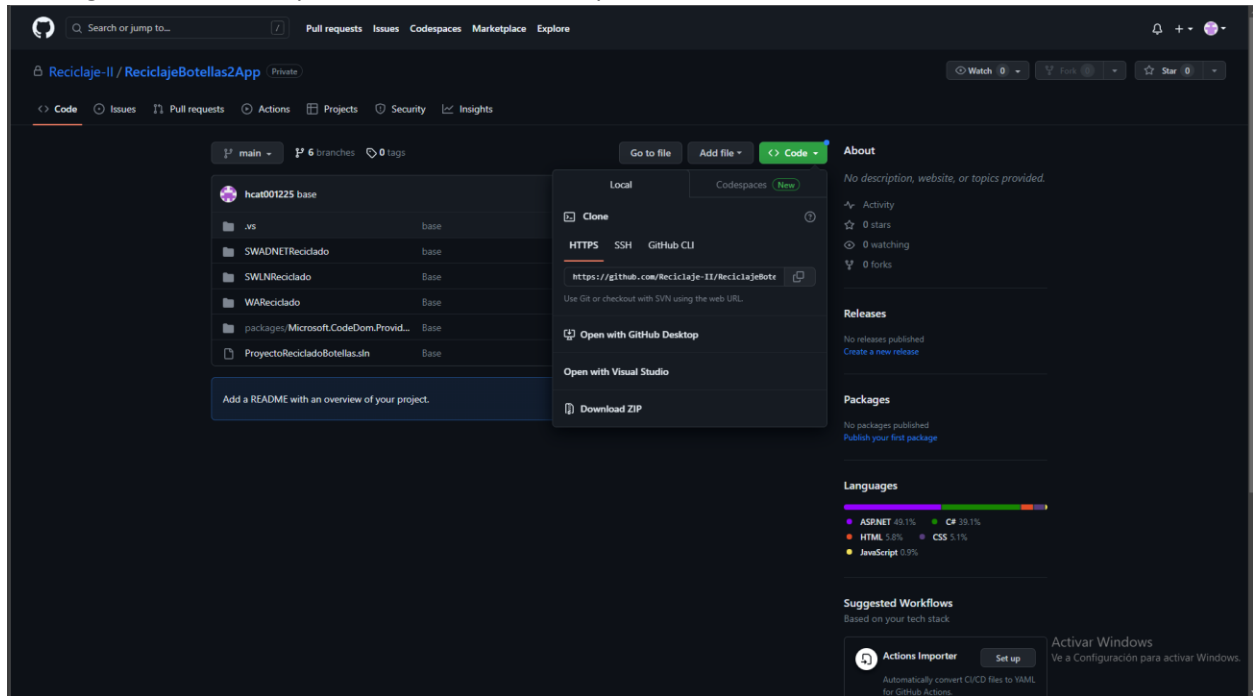 Search or jump to... / Pull requests Issues Codespaces Marketplace Explore
Reciclaje-II / ReciclajeBotellas2App Private Watch 0 Fork 0 Star 0
<> Code Issues Pull requests Actions Projects Security Insights
main 6 branches 0 tags Go to file Add file <> Code
hcat001225 base
.vs base
SWADNETReciclado base
SWLNReciclado Base
WAReciclado Base
packages/Microsoft.CodeDom.Provid... Base
ProyectoRecicladoBotellas.sln Base
Add a README with an overview of your project.
Local Codespaces New
Clone
HTTPS SSH GitHub CLI
https://github.com/Reciclaje-II/ReciclajeBote
Use Git or checkout with SVN using the web URL.
Open with GitHub Desktop
Open with Visual Studio
Download ZIP
About
No description, website, or topics provided.
Activity
0 stars
0 watching
0 forks
Releases
No releases published
Create a new release
Packages
No packages published
Publish your first package
Languages
ASP.NET 49.1% C# 39.1%
HTML 5.8% CSS 5.1%
JavaScript 0.9%
Suggested Workflows
Based on your tech stack
Actions Importer Set up
Automatically convert CI/CD files to YAML
for GitHub Actions.
Activar Windows
Ve a Configuración para activar Windows.